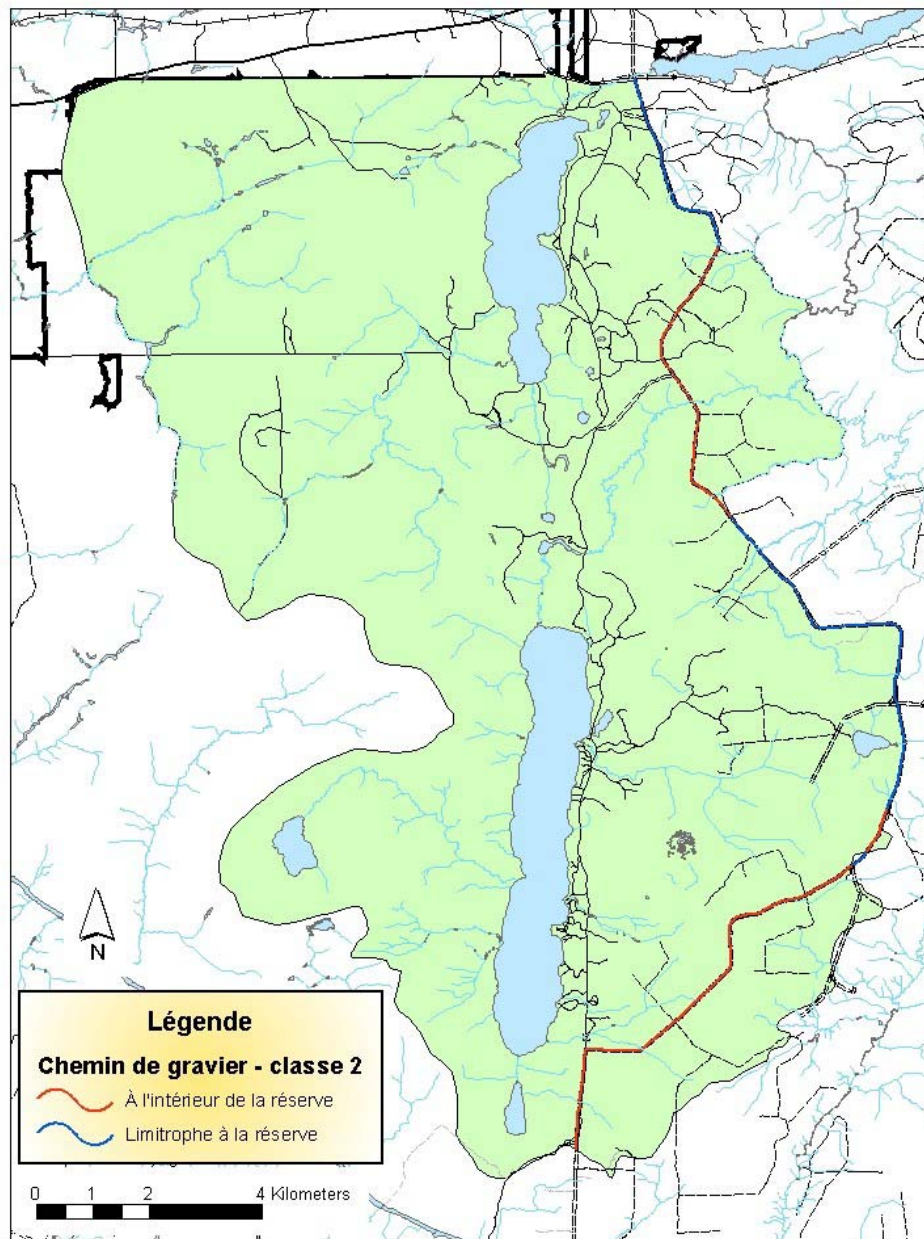 N
Légende
Chemin de gravier - classe 2
À l'intérieur de la réserve
Limitrophe à la réserve
0 1 2 4 Kilometers